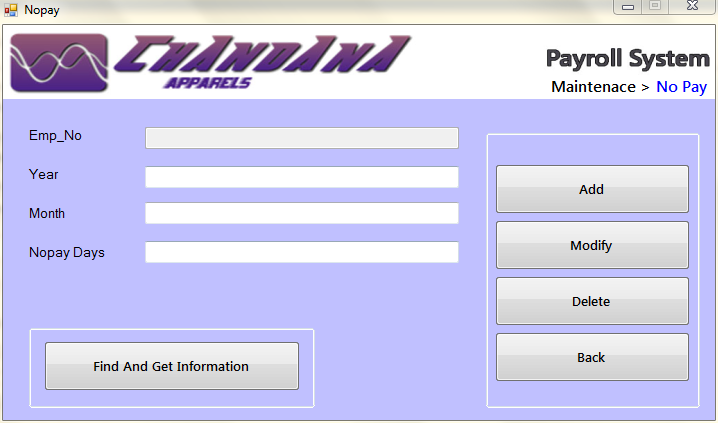 Nopay
CHANDANA
APPARELS
Payroll System
Maintenace > No Pay
Emp_No
Year
Month
Nopay Days
Add
Modify
Delete
Back
Find And Get Information